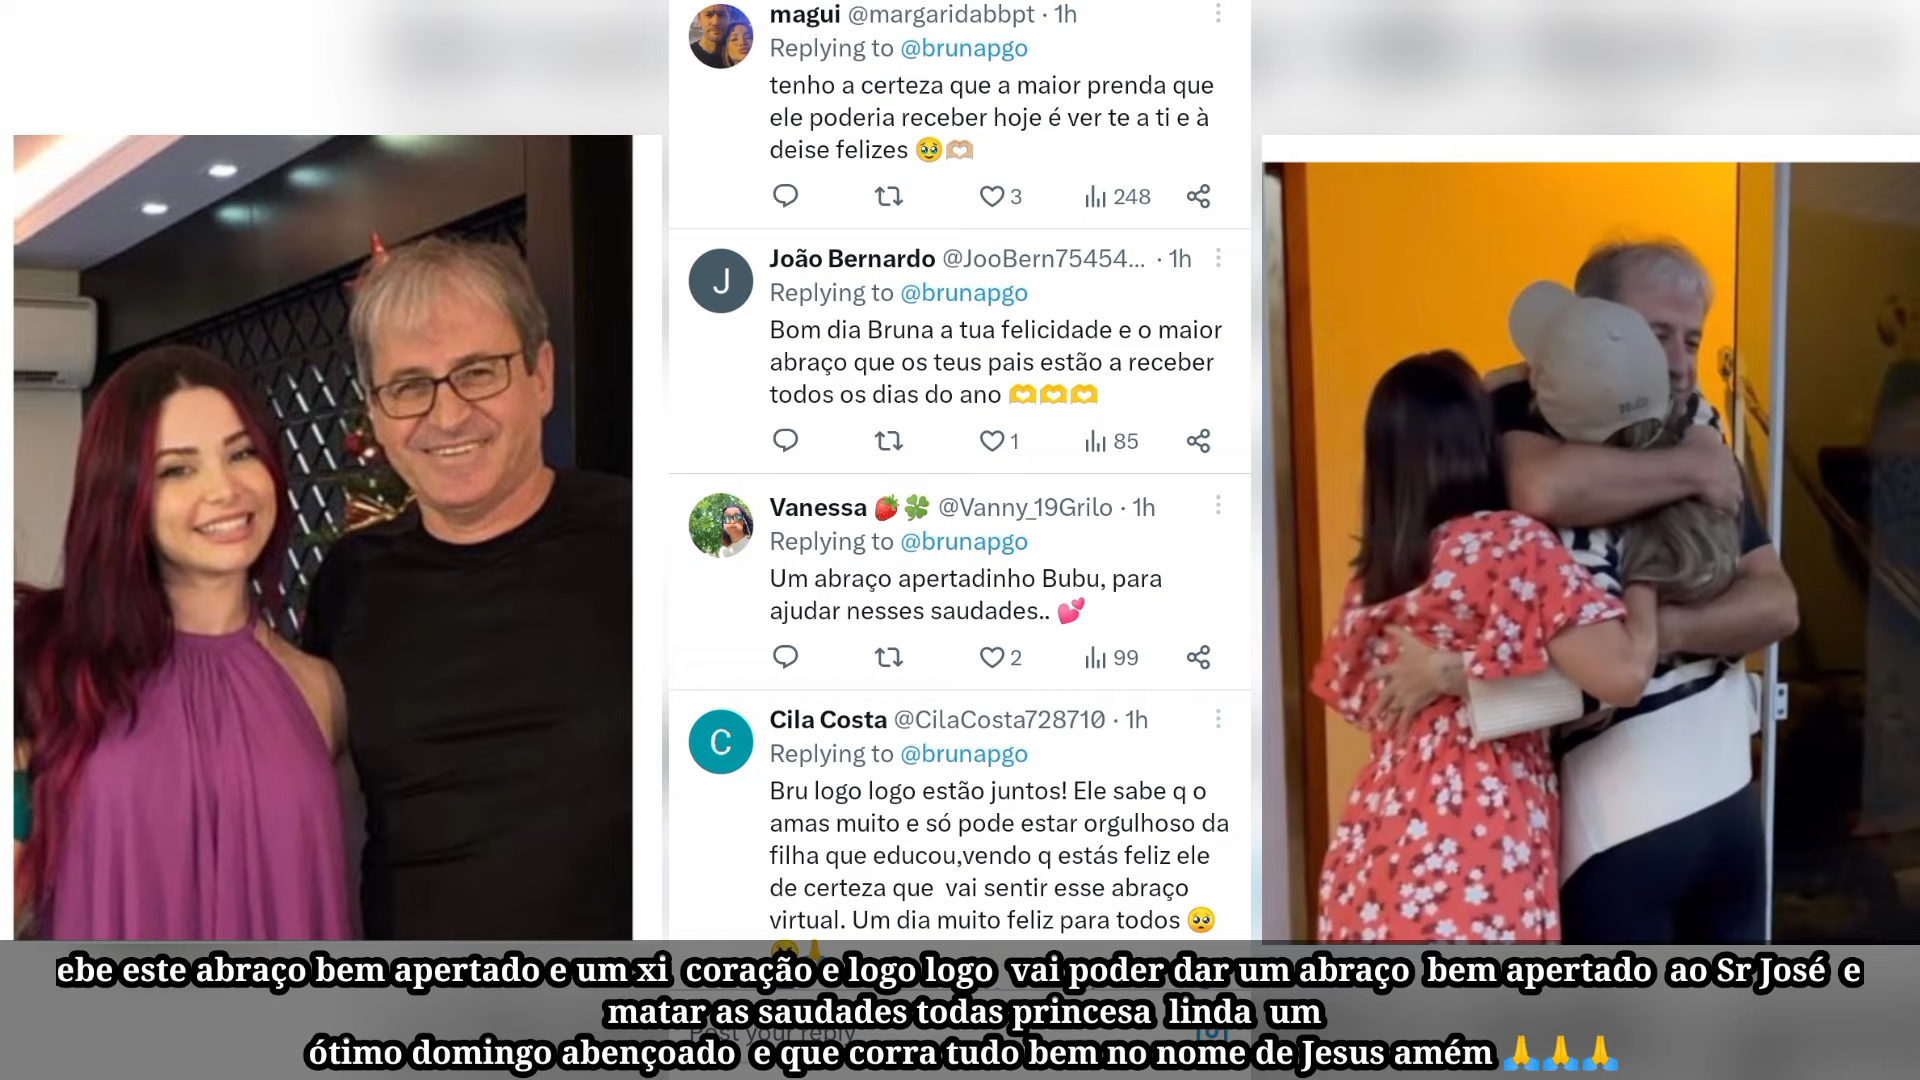 magui @margaridabbpt · 1h
Replying to @brunapgo
tenho a certeza que a maior prenda que
ele poderia receber hoje é ver te a ti e à
deise felizes 🥹🫶🏼
3 248
João Bernardo @JooBern75454... · 1h
Replying to @brunapgo
Bom dia Bruna a tua felicidade e o maior
abraço que os teus pais estão a receber
todos os dias do ano 🫶🫶🫶
1 85
Vanessa 🍓🍀 @Vanny_19Grilo · 1h
Replying to @brunapgo
Um abraço apertadinho Bubu, para
ajudar nesses saudades.. 💕
2 99
Cila Costa @CilaCosta728710 · 1h
Replying to @brunapgo
Bru logo logo estão juntos! Ele sabe q o
amas muito e só pode estar orgulhoso da
filha que educou,vendo q estás feliz ele
de certeza que vai sentir esse abraço
virtual. Um dia muito feliz para todos 🥺
ebe este abraço bem apertado e um xi coração e logo logo vai poder dar um abraço bem apertado ao Sr José e
matar as saudades todas princesa linda um
Post your reply
ótimo domingo abençoado e que corra tudo bem no nome de Jesus amém 🙏🙏🙏